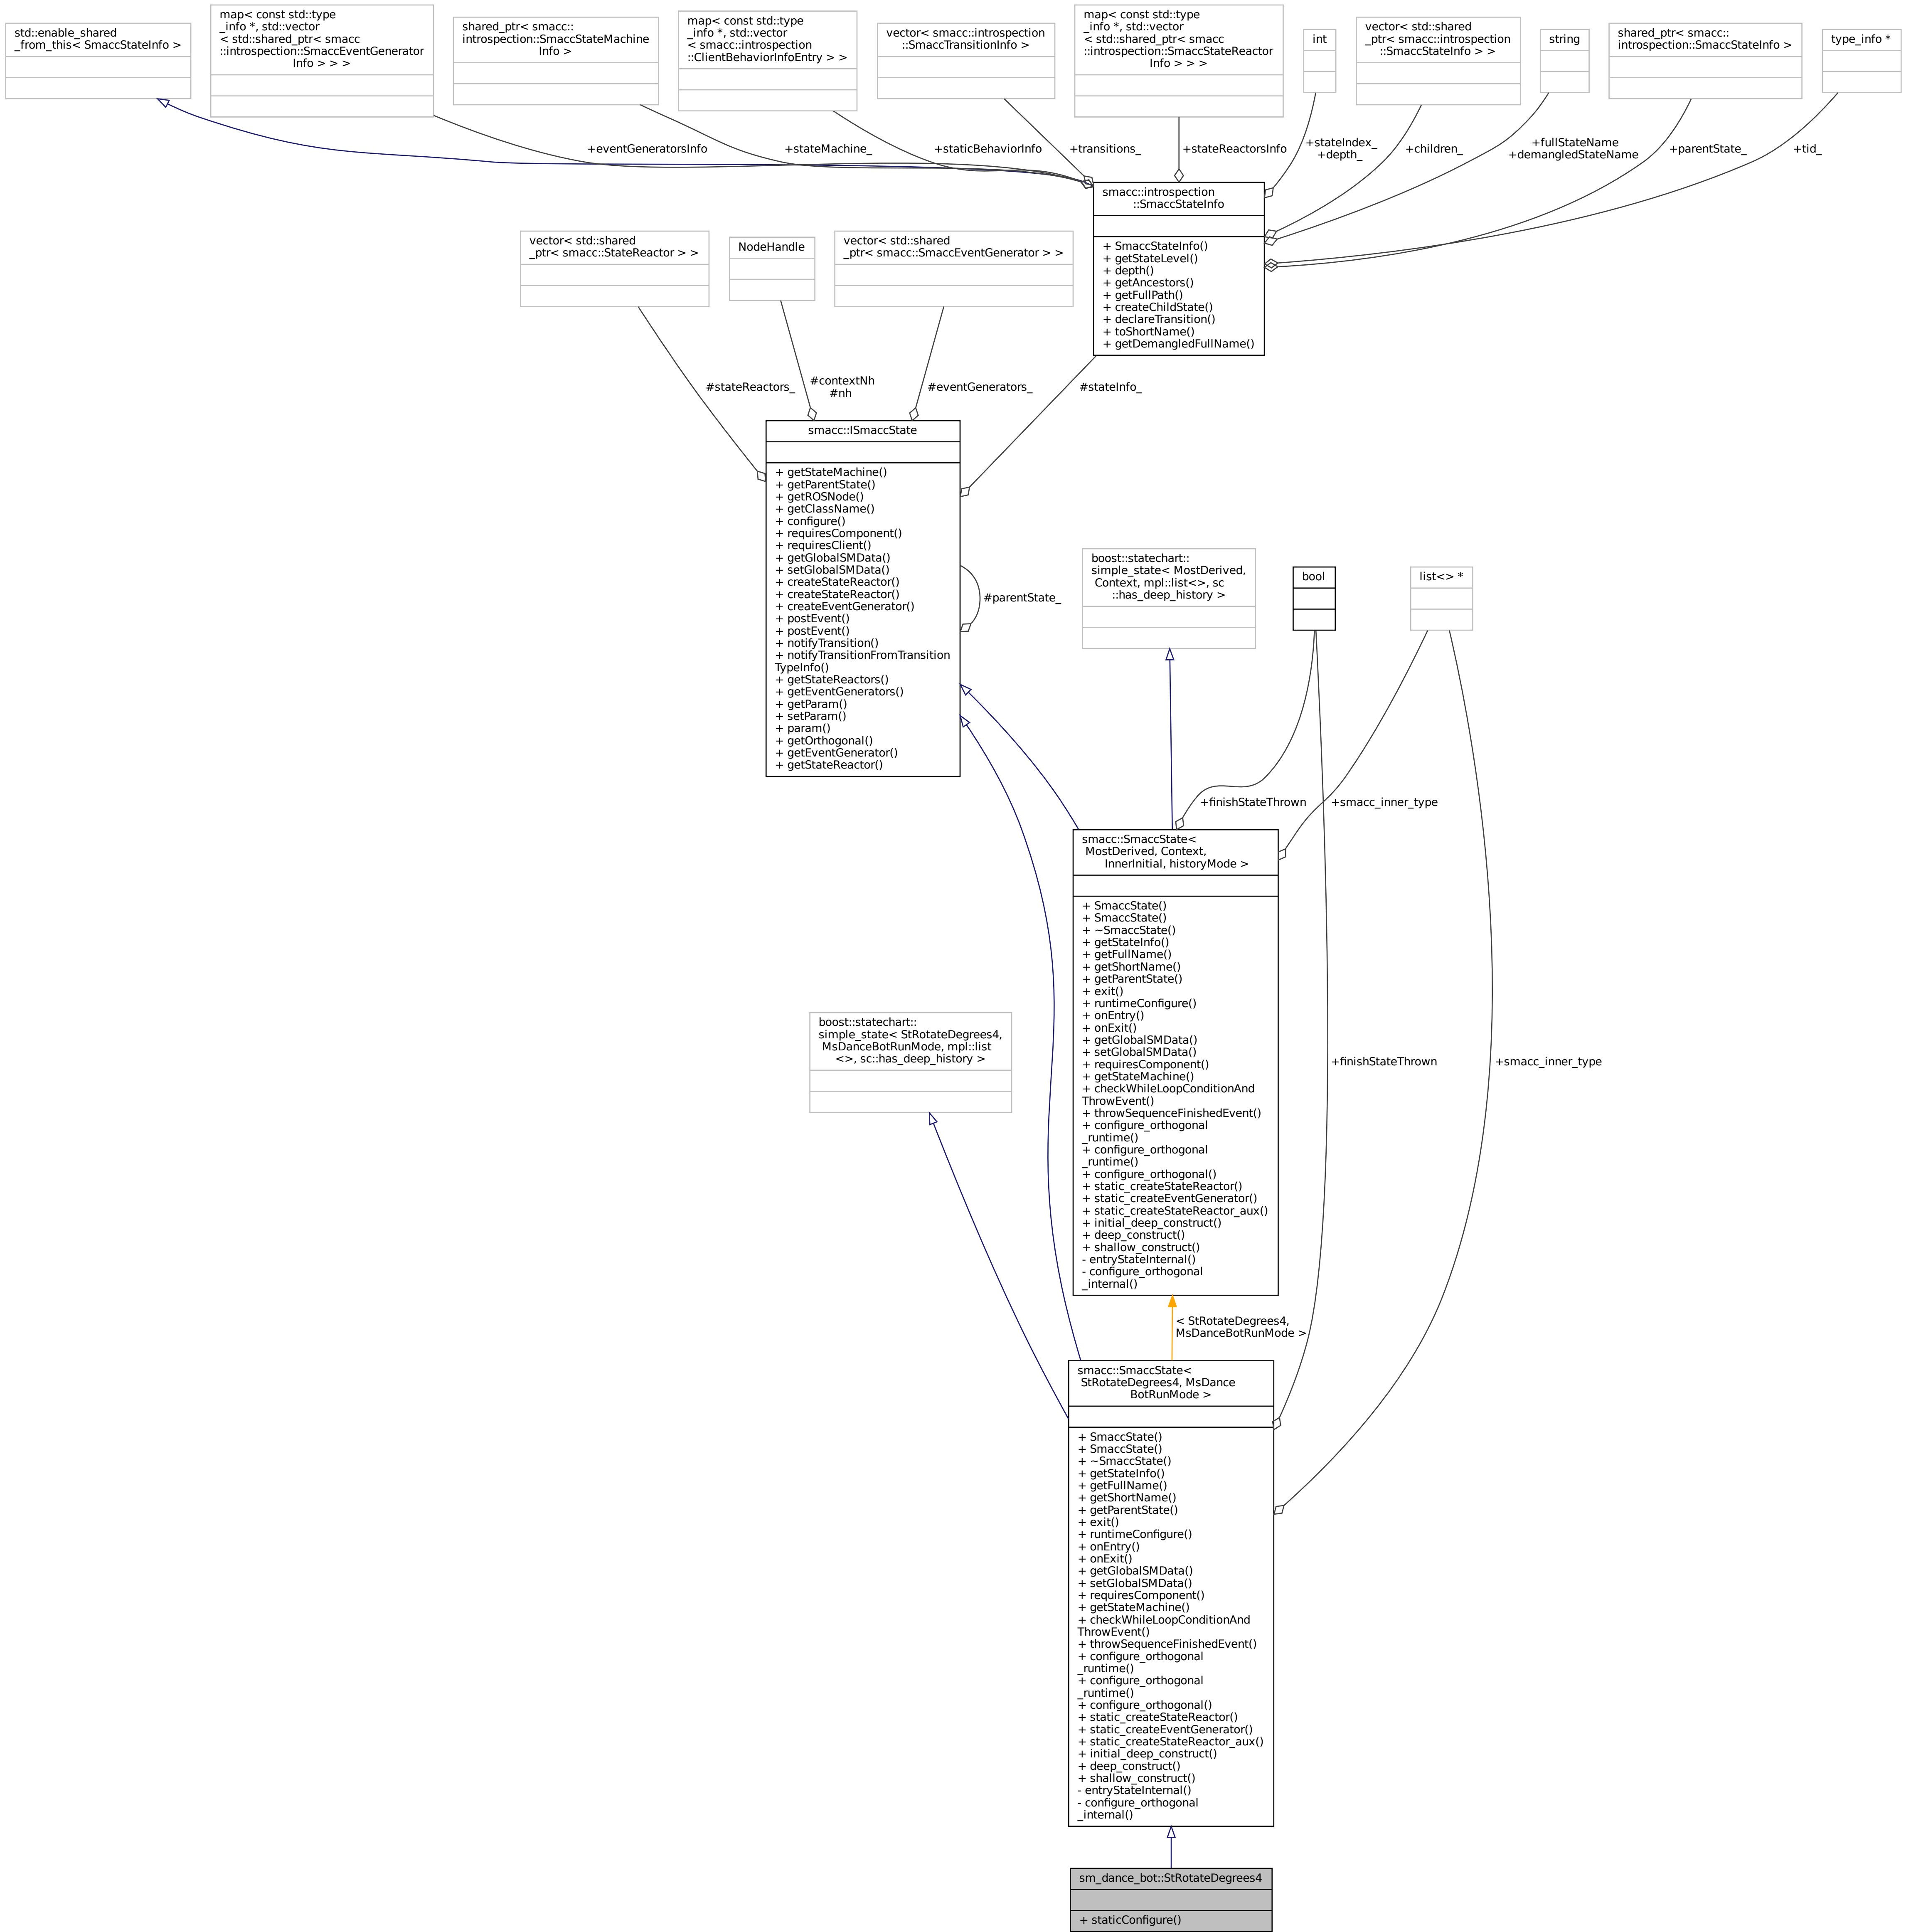 std::enable_shared
_from_this< SmaccStateInfo >
map< const std::type
_info *, std::vector
< std::shared_ptr< smacc
::introspection::SmaccEventGenerator
Info > > >
shared_ptr< smacc::
introspection::SmaccStateMachine
Info >
map< const std::type
_info *, std::vector
< smacc::introspection
::ClientBehaviorInfoEntry > >
vector< smacc::introspection
::SmaccTransitionInfo >
map< const std::type
_info *, std::vector
< std::shared_ptr< smacc
::introspection::SmaccStateReactor
Info > > >
int
vector< std::shared
_ptr< smacc::introspection
::SmaccStateInfo > >
string
shared_ptr< smacc::
introspection::SmaccStateInfo >
type_info *
+eventGeneratorsInfo
+stateMachine_
+staticBehaviorInfo
+transitions_
+stateReactorsInfo
+stateIndex_
+depth_
+children_
+fullStateName
+demangledStateName
+parentState_
+tid_
smacc::introspection
::SmaccStateInfo
+ SmaccStateInfo()
+ getStateLevel()
+ depth()
+ getAncestors()
+ getFullPath()
+ createChildState()
+ declareTransition()
+ toShortName()
+ getDemangledFullName()
vector< std::shared
_ptr< smacc::StateReactor > >
NodeHandle
vector< std::shared
_ptr< smacc::SmaccEventGenerator > >
#stateReactors_
#contextNh
#nh
#eventGenerators_
#stateInfo_
smacc::ISmaccState
+ getStateMachine()
+ getParentState()
+ getROSNode()
+ getClassName()
+ configure()
+ requiresComponent()
+ requiresClient()
+ getGlobalSMData()
+ setGlobalSMData()
+ createStateReactor()
+ createStateReactor()
+ createEventGenerator()
+ postEvent()
+ postEvent()
+ notifyTransition()
+ notifyTransitionFromTransition
TypeInfo()
+ getStateReactors()
+ getEventGenerators()
+ getParam()
+ setParam()
+ param()
+ getOrthogonal()
+ getEventGenerator()
+ getStateReactor()
#parentState_
boost::statechart::
simple_state< MostDerived,
Context, mpl::list<>, sc
::has_deep_history >
bool
list<> *
+finishStateThrown
+smacc_inner_type
smacc::SmaccState<
MostDerived, Context,
InnerInitial, historyMode >
+ SmaccState()
+ SmaccState()
+ ~SmaccState()
+ getStateInfo()
+ getFullName()
+ getShortName()
+ getParentState()
+ exit()
+ runtimeConfigure()
+ onEntry()
+ onExit()
+ getGlobalSMData()
+ setGlobalSMData()
+ requiresComponent()
+ getStateMachine()
+ checkWhileLoopConditionAnd
ThrowEvent()
+ throwSequenceFinishedEvent()
+ configure_orthogonal
_runtime()
+ configure_orthogonal
_runtime()
+ configure_orthogonal()
+ static_createStateReactor()
+ static_createEventGenerator()
+ static_createStateReactor_aux()
+ initial_deep_construct()
+ deep_construct()
+ shallow_construct()
- entryStateInternal()
- configure_orthogonal
_internal()
boost::statechart::
simple_state< StRotateDegrees4,
MsDanceBotRunMode, mpl::list
<>, sc::has_deep_history >
+finishStateThrown
+smacc_inner_type
< StRotateDegrees4,
MsDanceBotRunMode >
smacc::SmaccState<
StRotateDegrees4, MsDance
BotRunMode >
+ SmaccState()
+ SmaccState()
+ ~SmaccState()
+ getStateInfo()
+ getFullName()
+ getShortName()
+ getParentState()
+ exit()
+ runtimeConfigure()
+ onEntry()
+ onExit()
+ getGlobalSMData()
+ setGlobalSMData()
+ requiresComponent()
+ getStateMachine()
+ checkWhileLoopConditionAnd
ThrowEvent()
+ throwSequenceFinishedEvent()
+ configure_orthogonal
_runtime()
+ configure_orthogonal
_runtime()
+ configure_orthogonal()
+ static_createStateReactor()
+ static_createEventGenerator()
+ static_createStateReactor_aux()
+ initial_deep_construct()
+ deep_construct()
+ shallow_construct()
- entryStateInternal()
- configure_orthogonal
_internal()
sm_dance_bot::StRotateDegrees4
+ staticConfigure()